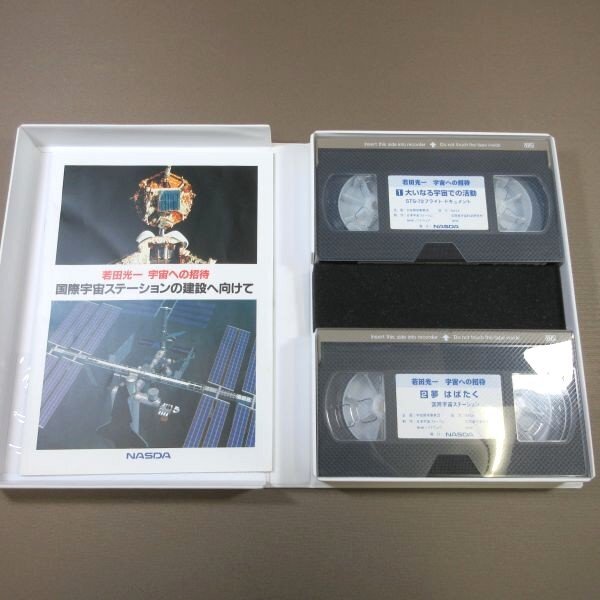 若田光一 宇宙への招待
国際宇宙ステーションの建設へ向けて
NASDA
Insert this side into recorder ▲ Do not touch the tape inside VHS
若田光一 宇宙への招待
1 大いなる宇宙での活動
STS-72フライトドキュメント
NASDA
Insert this side into recorder ▲ Do not touch the tape inside
若田光一 宇宙への招待
2 夢 はばたく
国際宇宙ステーション
NASDA